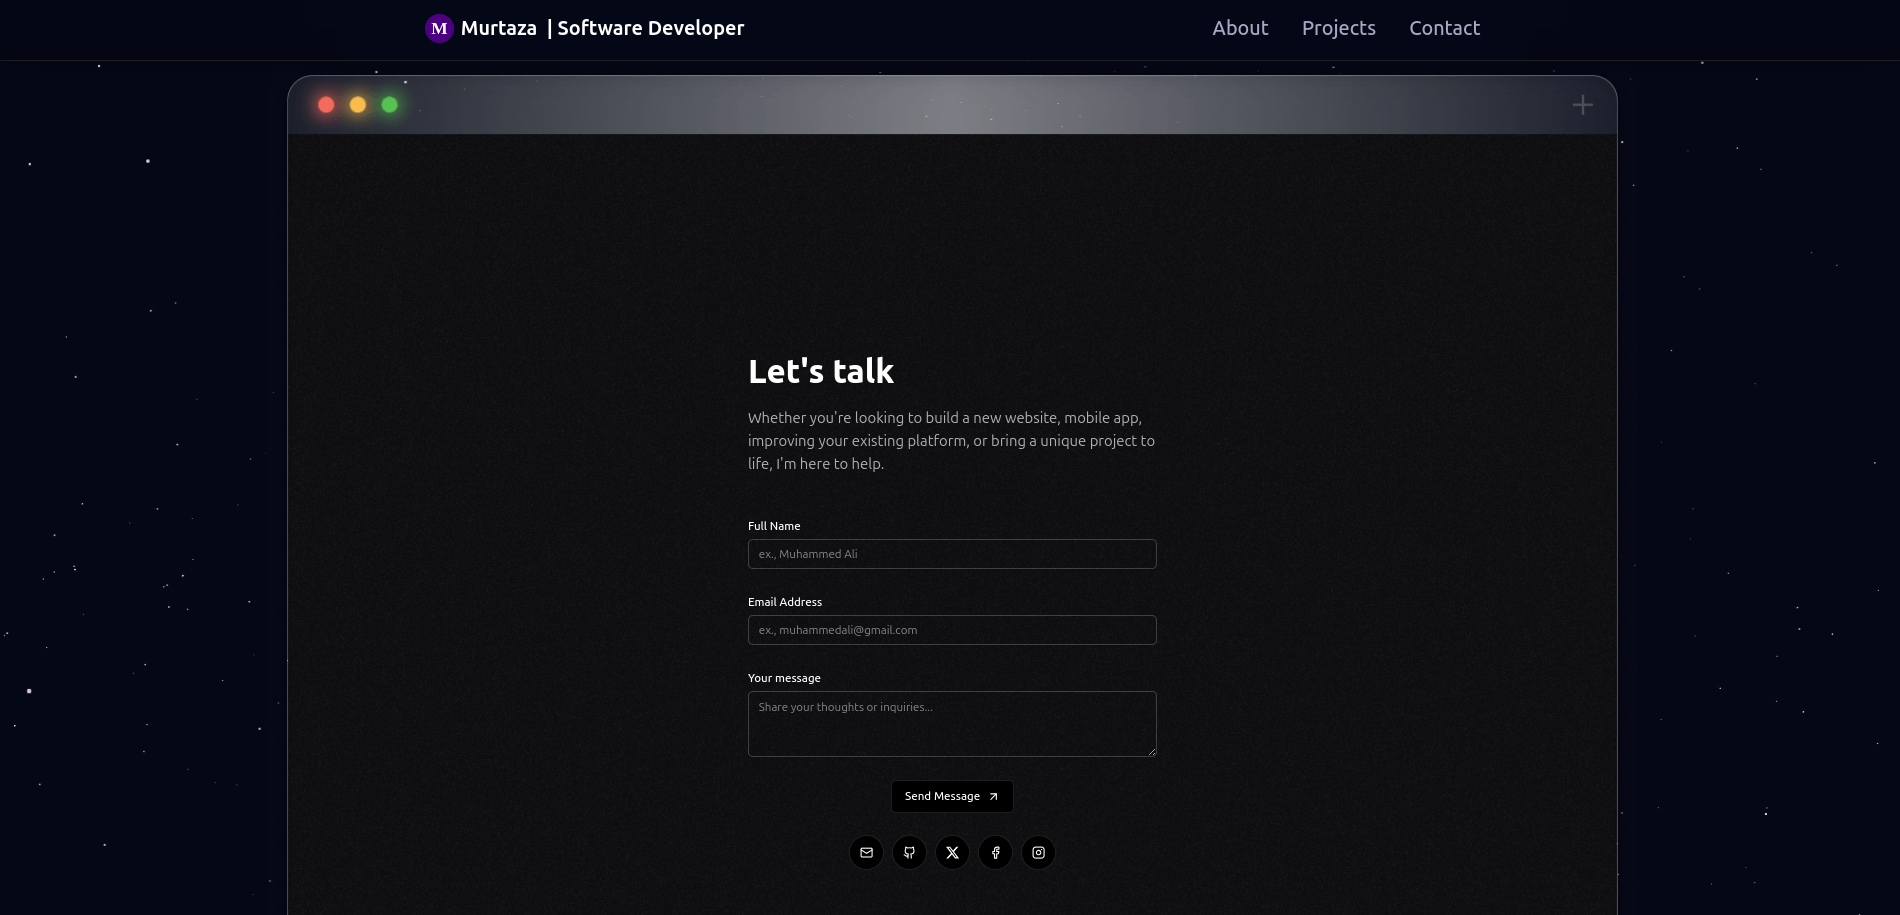 M Murtaza | Software Developer
About Projects Contact
Let's talk
Whether you're looking to build a new website, mobile app,
improving your existing platform, or bring a unique project to
life, I'm here to help.
Full Name
ex., Muhammed Ali
Email Address
ex., muhammedali@gmail.com
Your message
Share your thoughts or inquiries...
Send Message